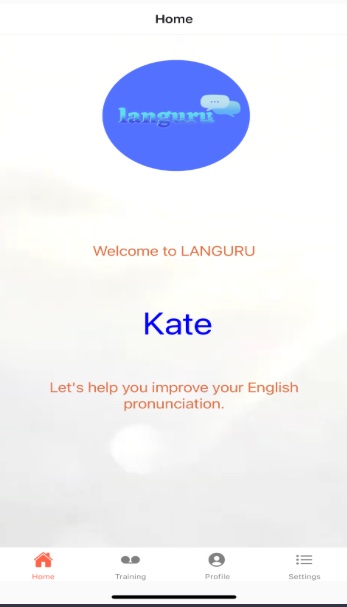 Home
languru
Welcome to LANGURU
Kate
Let's help you improve your English
pronunciation.
Home
Training
Profile
Settings